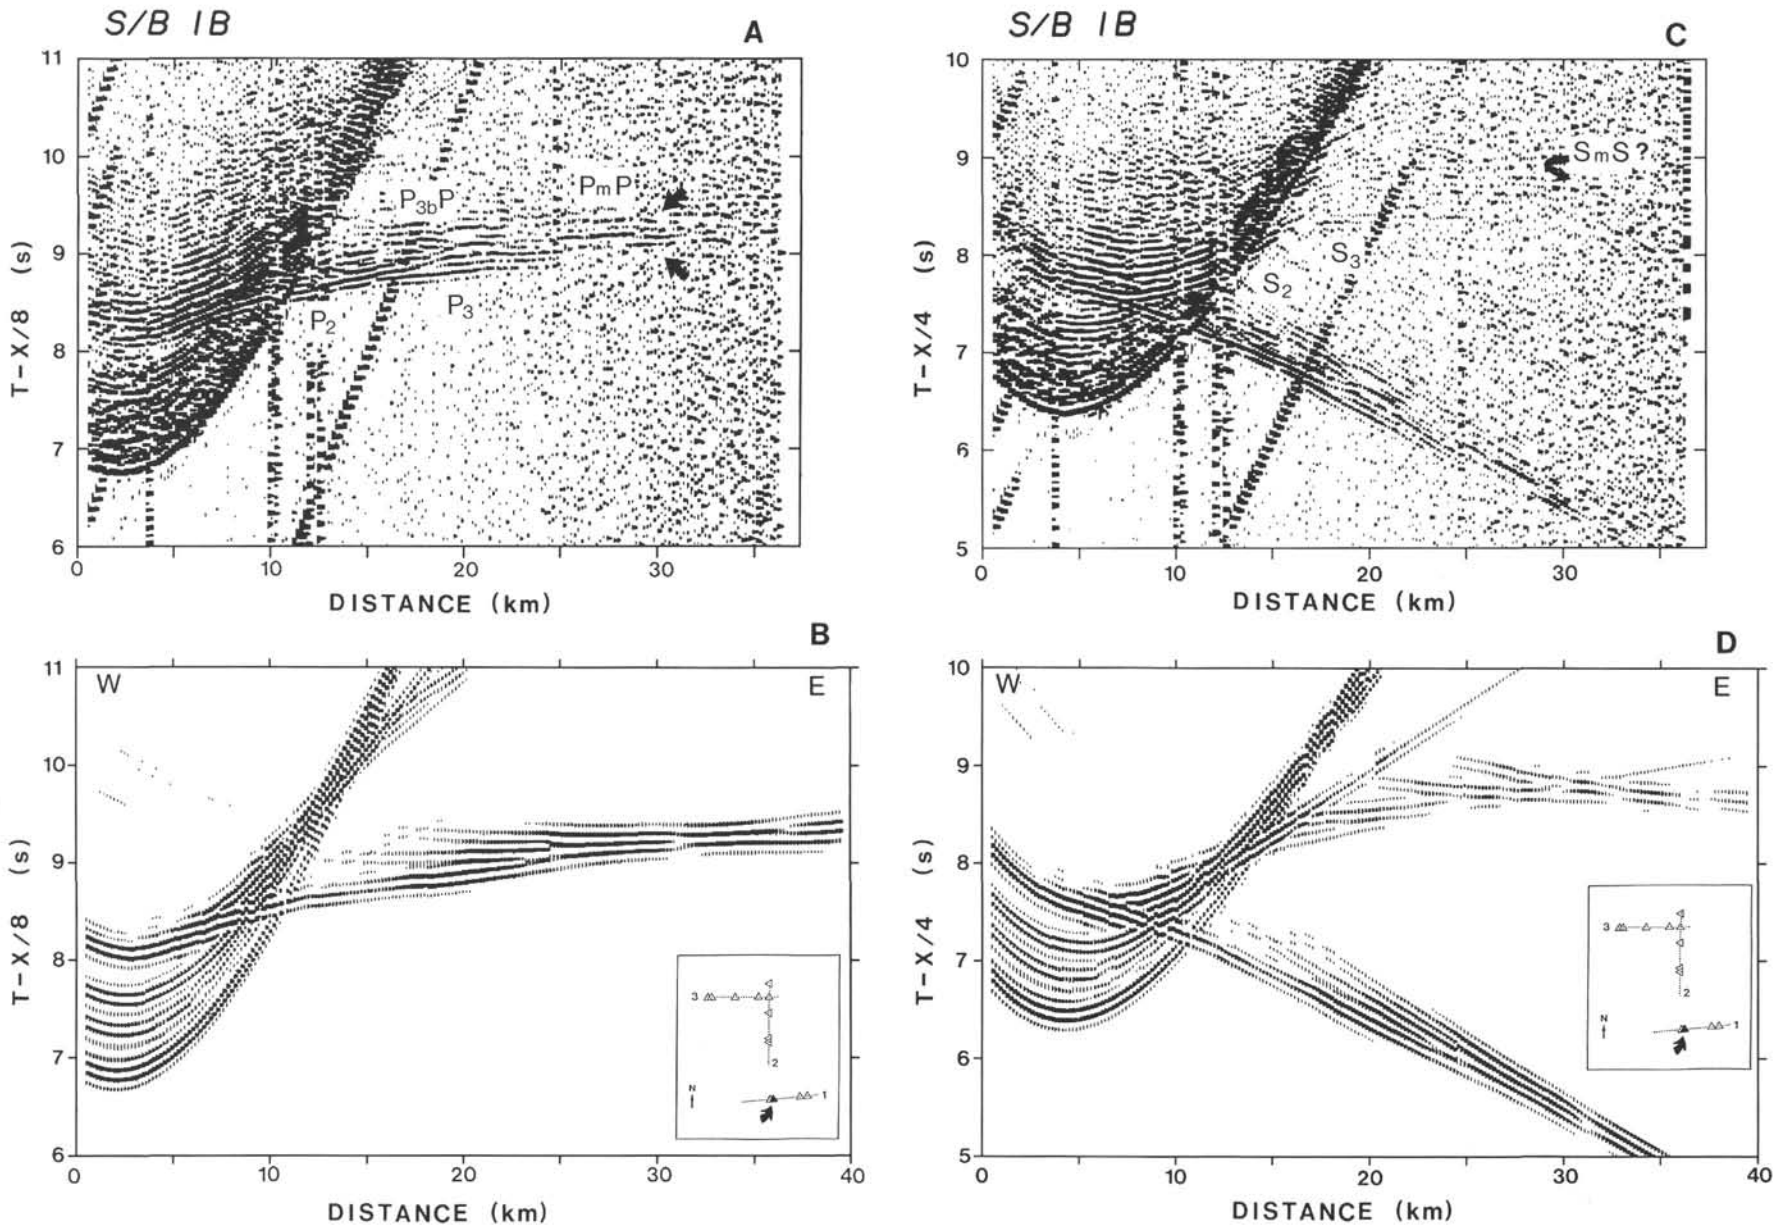 S/B 1B
A
11
10
9
8
7
6
T-X/8 (s)
P₃bP
PmP
P₂
P₃
0 10 20 30
DISTANCE (km)
S/B 1B
C
10
9
8
7
6
5
T-X/4 (s)
SmS?
S₃
S₂
0 10 20 30
DISTANCE (km)
B
11
10
9
8
7
6
T-X/8 (s)
W E
3
2
N
1
0 10 20 30 40
DISTANCE (km)
D
10
9
8
7
6
5
T-X/4 (s)
W E
3
2
N
1
0 10 20 30 40
DISTANCE (km)